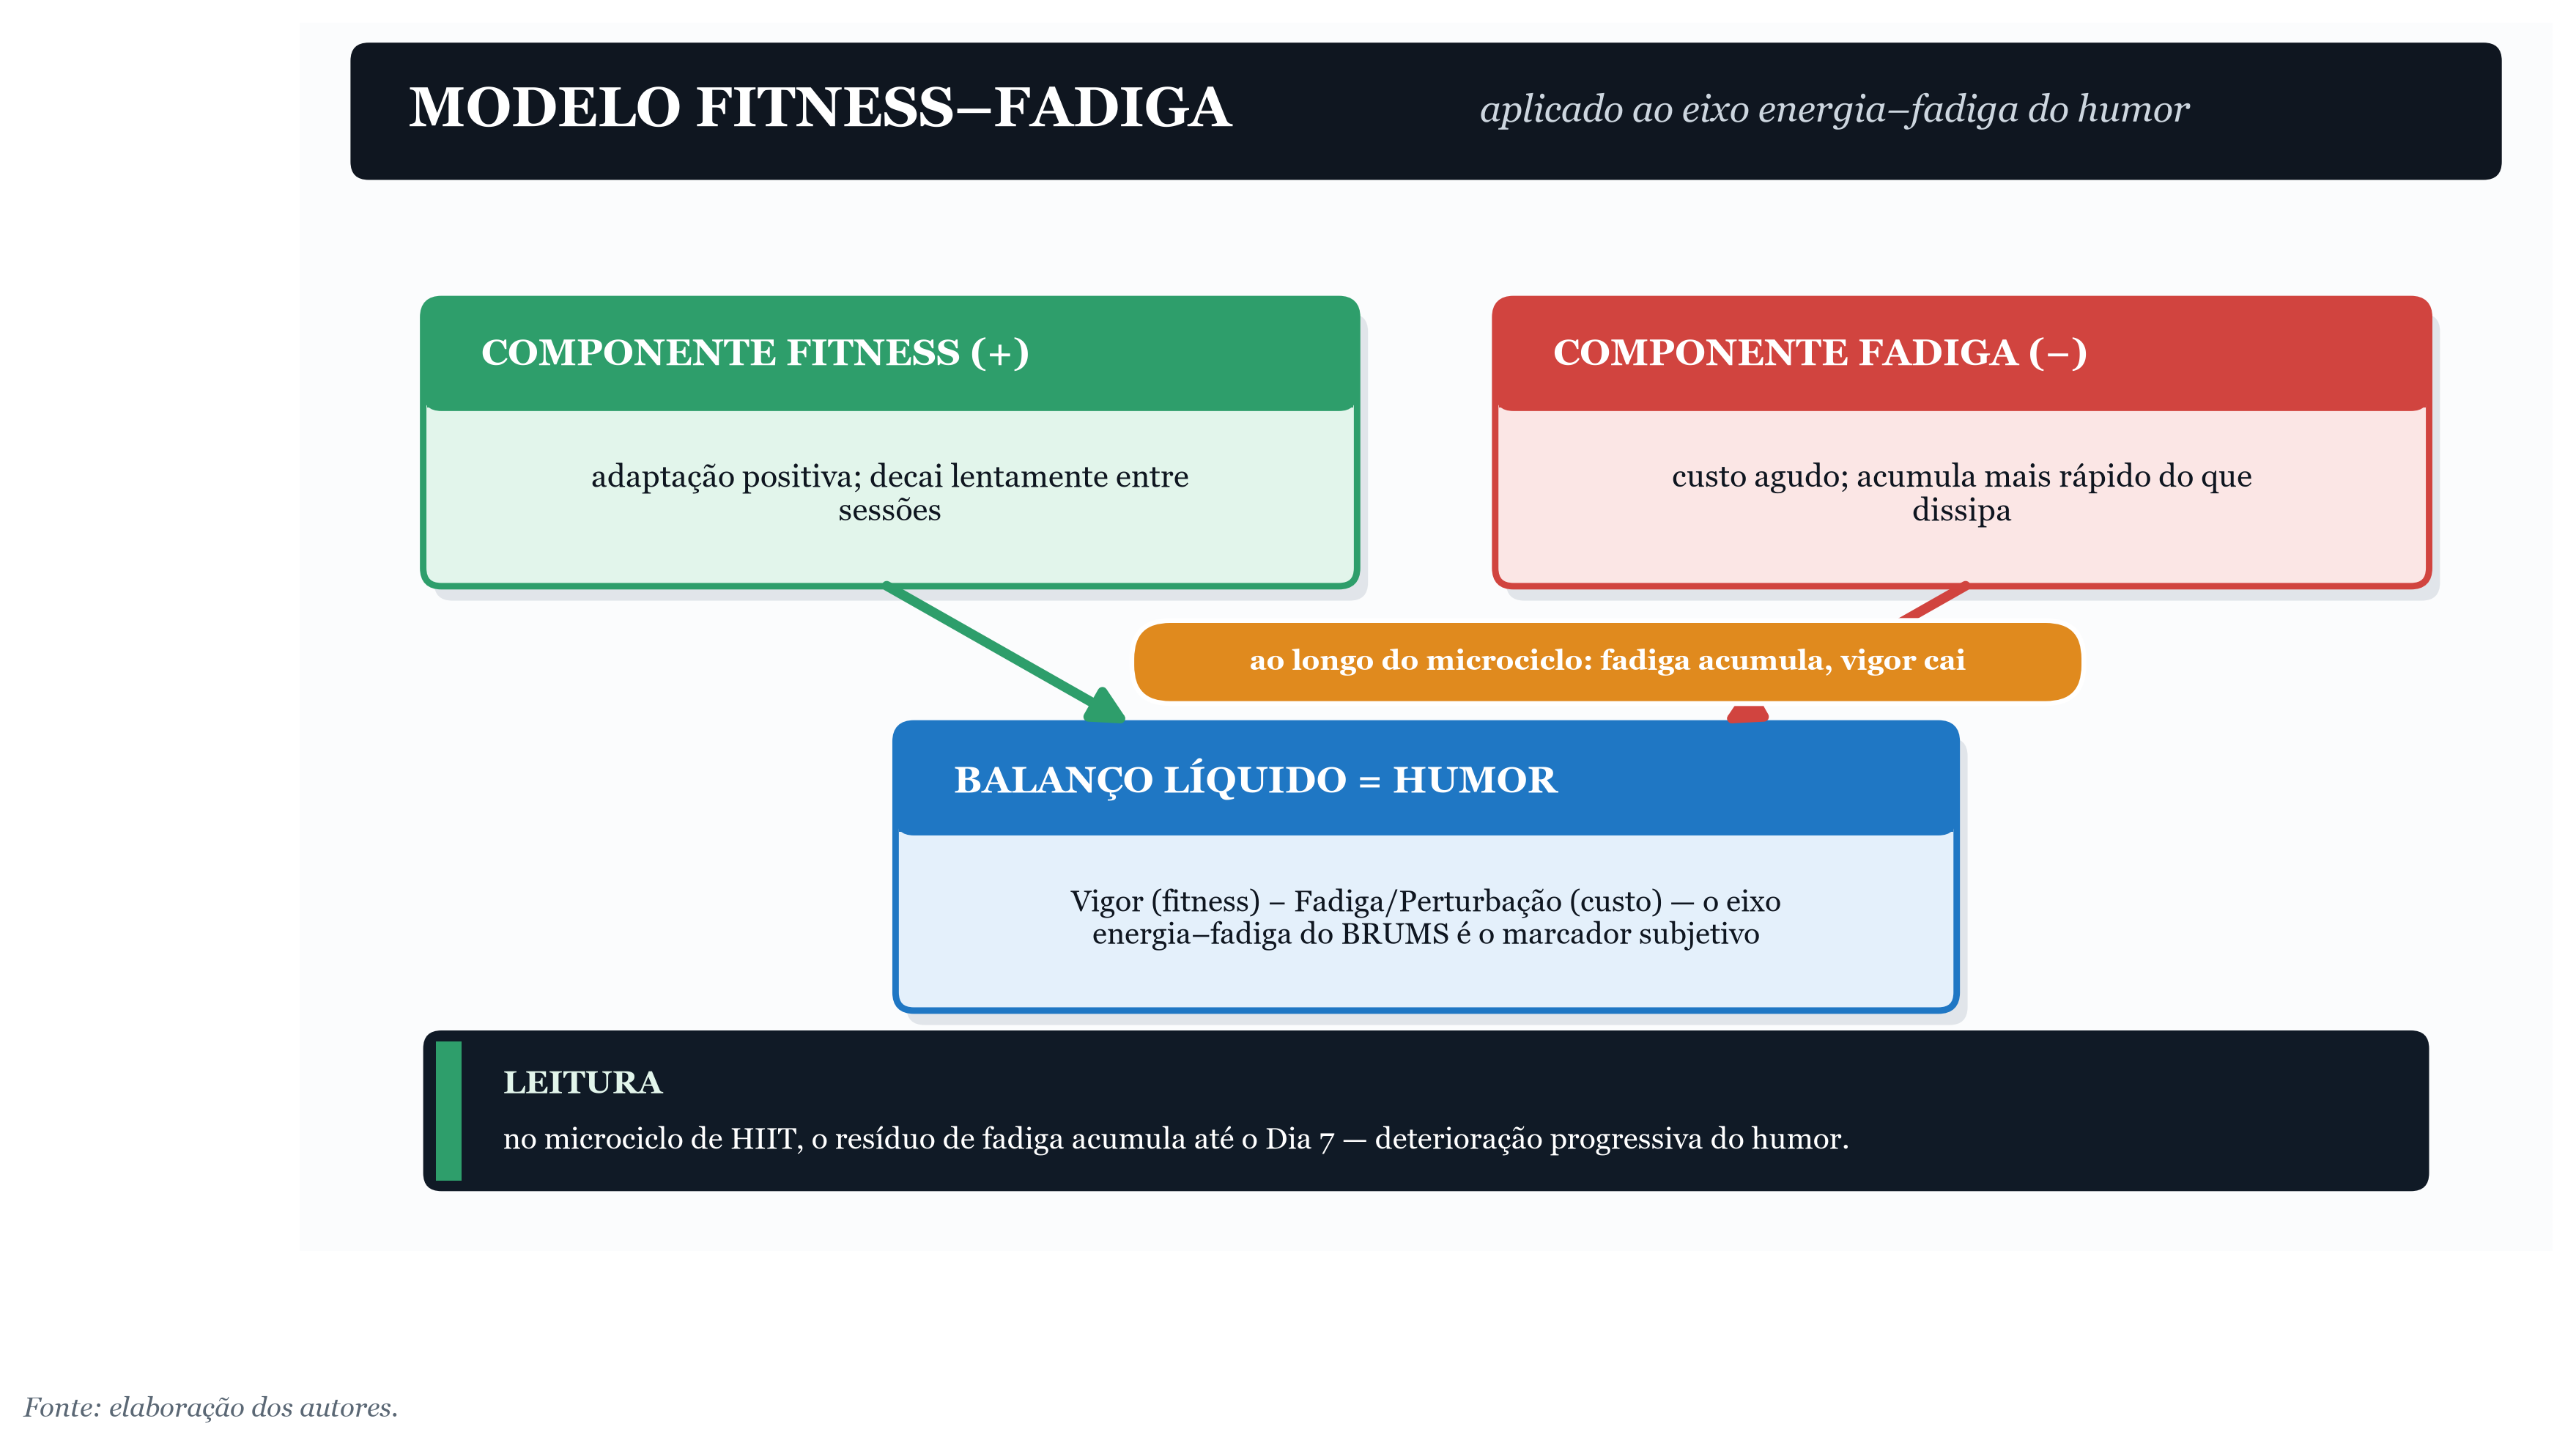 MODELO FITNESS–FADIGA
aplicado ao eixo energia–fadiga do humor
COMPONENTE FITNESS (+)
adaptação positiva; decai lentamente entre
sessões
COMPONENTE FADIGA (–)
custo agudo; acumula mais rápido do que
dissipa
ao longo do microciclo: fadiga acumula, vigor cai
BALANÇO LÍQUIDO = HUMOR
Vigor (fitness) – Fadiga/Perturbação (custo) — o eixo
energia–fadiga do BRUMS é o marcador subjetivo
LEITURA
no microciclo de HIIT, o resíduo de fadiga acumula até o Dia 7 — deterioração progressiva do humor.
Fonte: elaboração dos autores.